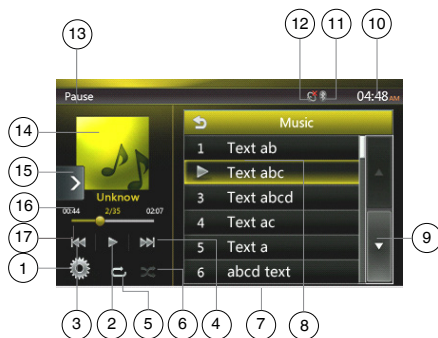 12 11 10
13
Pause 04:48 AM
14
Music
1 Text ab
Text abc
15
Unknow
3 Text abcd
16
00:44 2/35 02:07
4 Text ac
17
5 Text a
9
1
6 abcd text
3 2 5 6 4 7 8